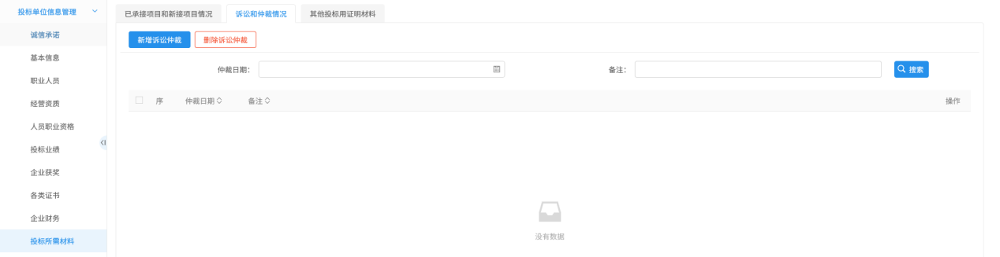 投标单位信息管理
诚信承诺
基本信息
职业人员
经营资质
人员职业资格
投标业绩
企业获奖
各类证书
企业财务
投标所需材料
已承接项目和新接项目情况 诉讼和仲裁情况 其他投标用证明材料
新增诉讼仲裁 删除诉讼仲裁
仲裁日期: 备注: 搜索
序 仲裁日期 备注 操作
没有数据